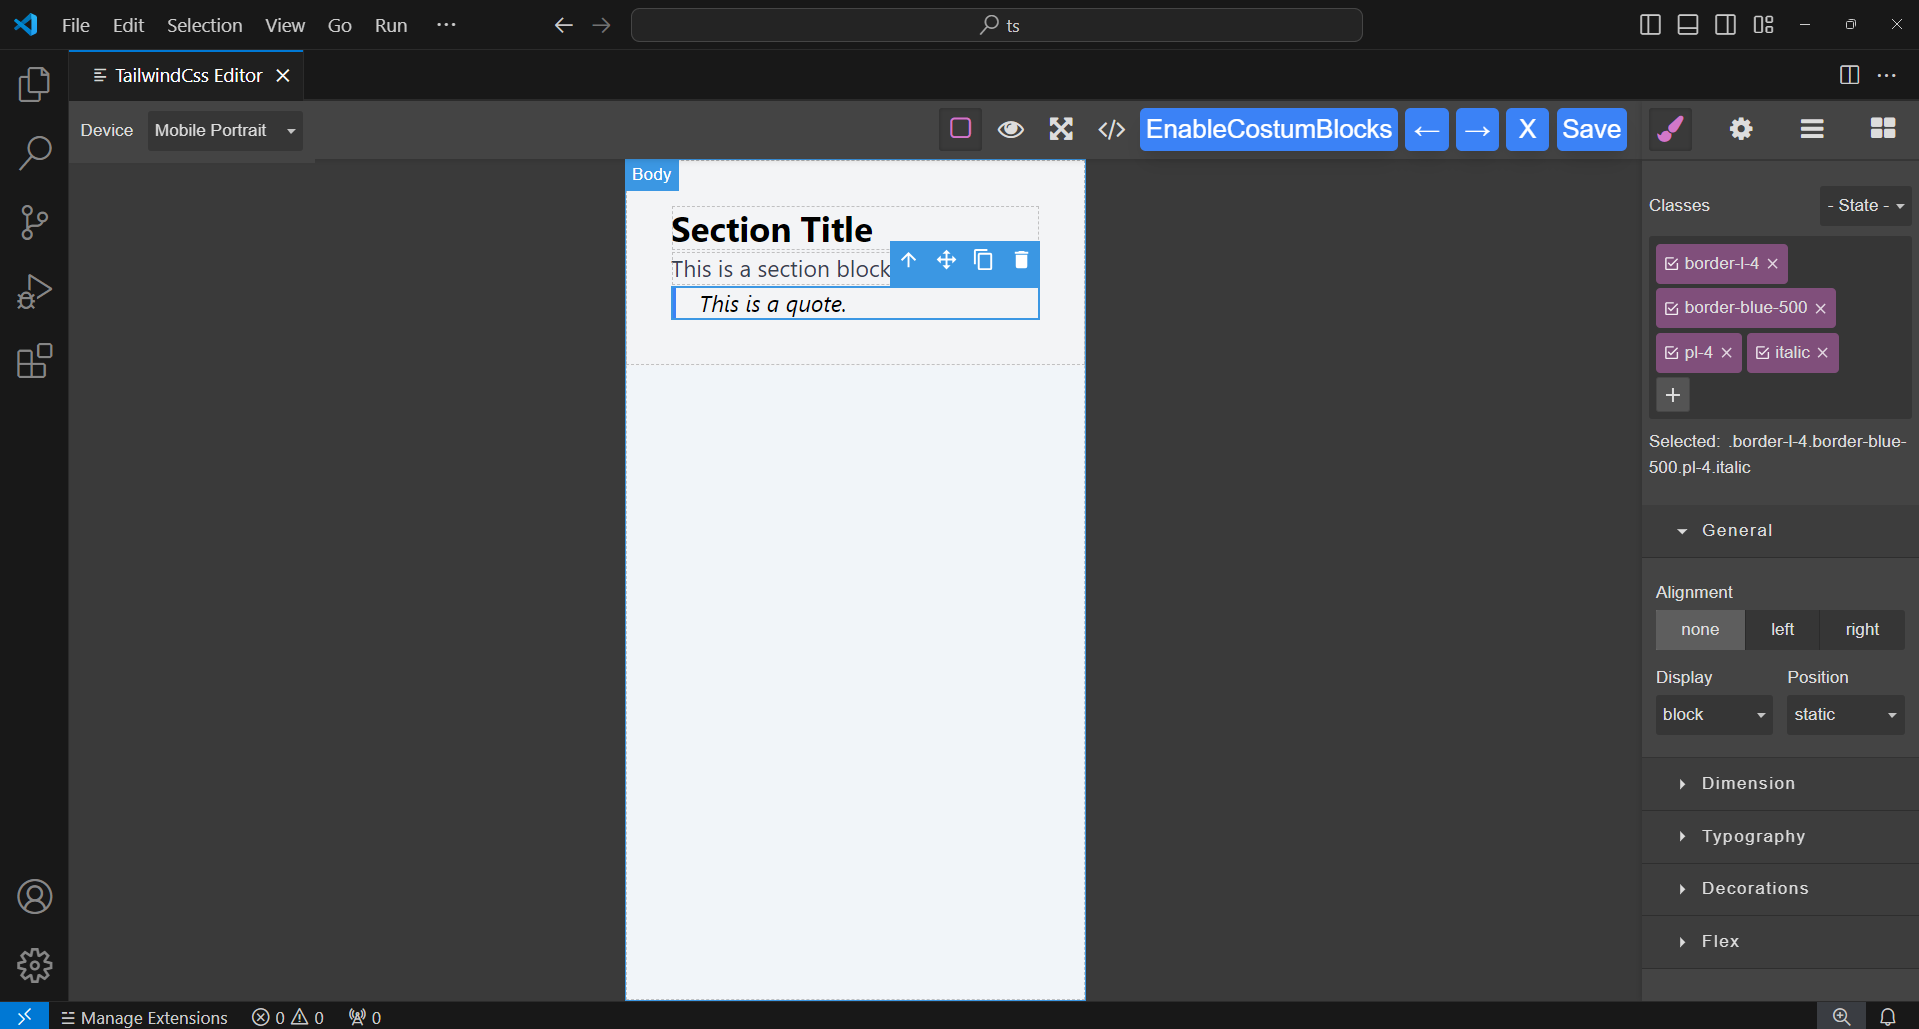 File Edit Selection View Go Run ···
ts
TailwindCss Editor
Device Mobile Portrait
</> EnableCostumBlocks ← → X Save
Body
Section Title
This is a section block
This is a quote.
Classes - State -
border-l-4
border-blue-500
pl-4 italic
+
Selected: .border-l-4.border-blue-
500.pl-4.italic
General
Alignment
none left right
Display Position
block static
Dimension
Typography
Decorations
Flex
Manage Extensions 0 0 0